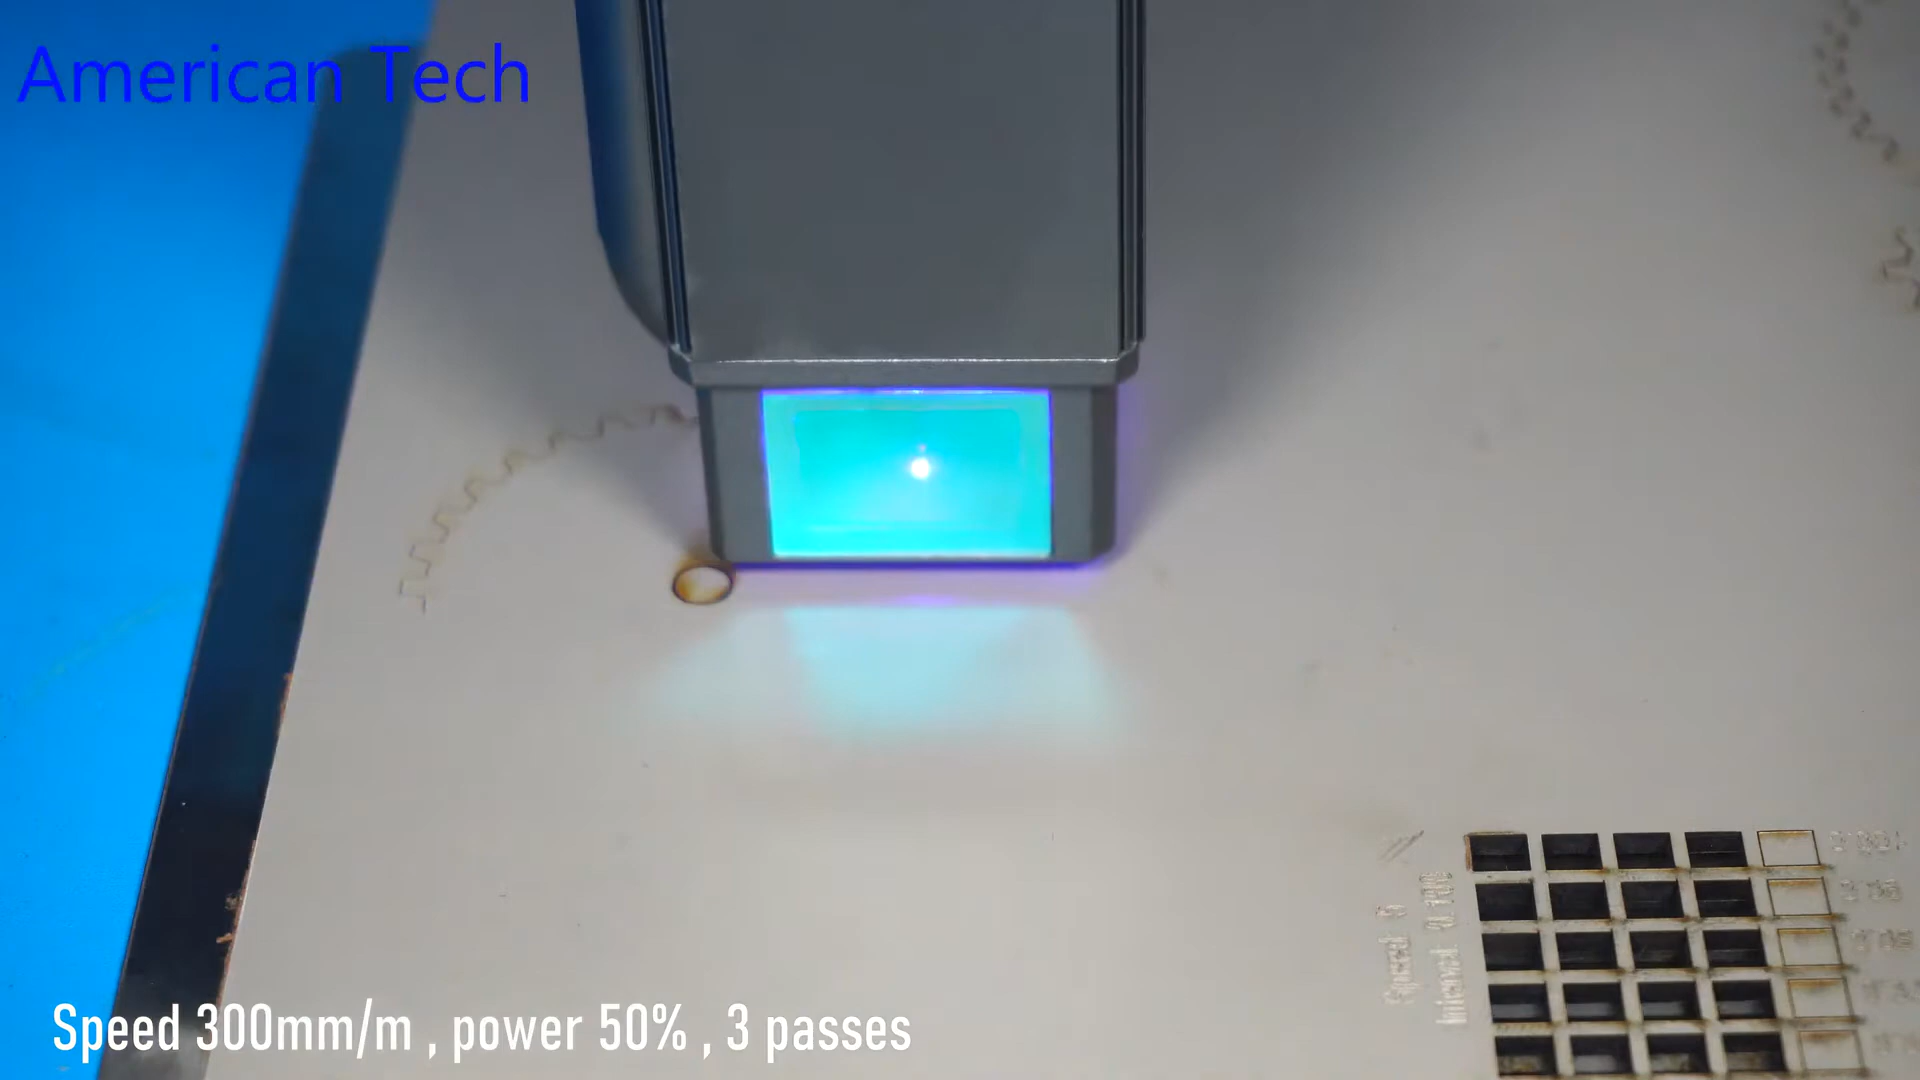 American Tech
Speed 300mm/m , power 50% , 3 passes